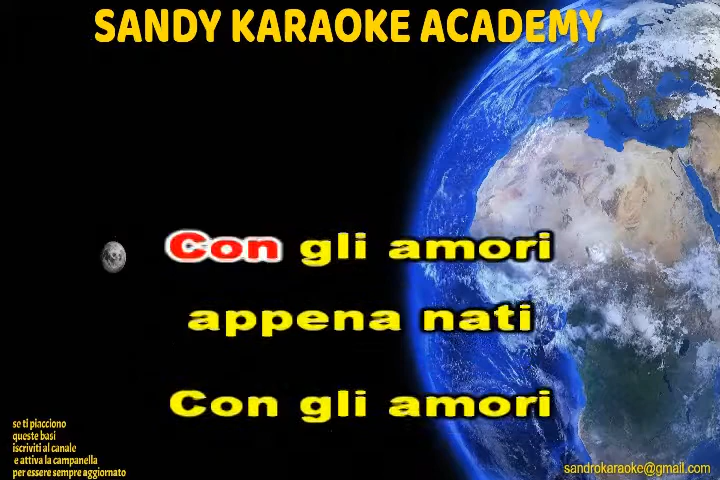 SANDY KARAOKE ACADEMY
Con gli amori
appena nati
Con gli amori
se ti piacciono
queste basi
iscriviti al canale
e attiva la campanella
per essere sempre aggiornato
sandrokaraoke@gmail.com